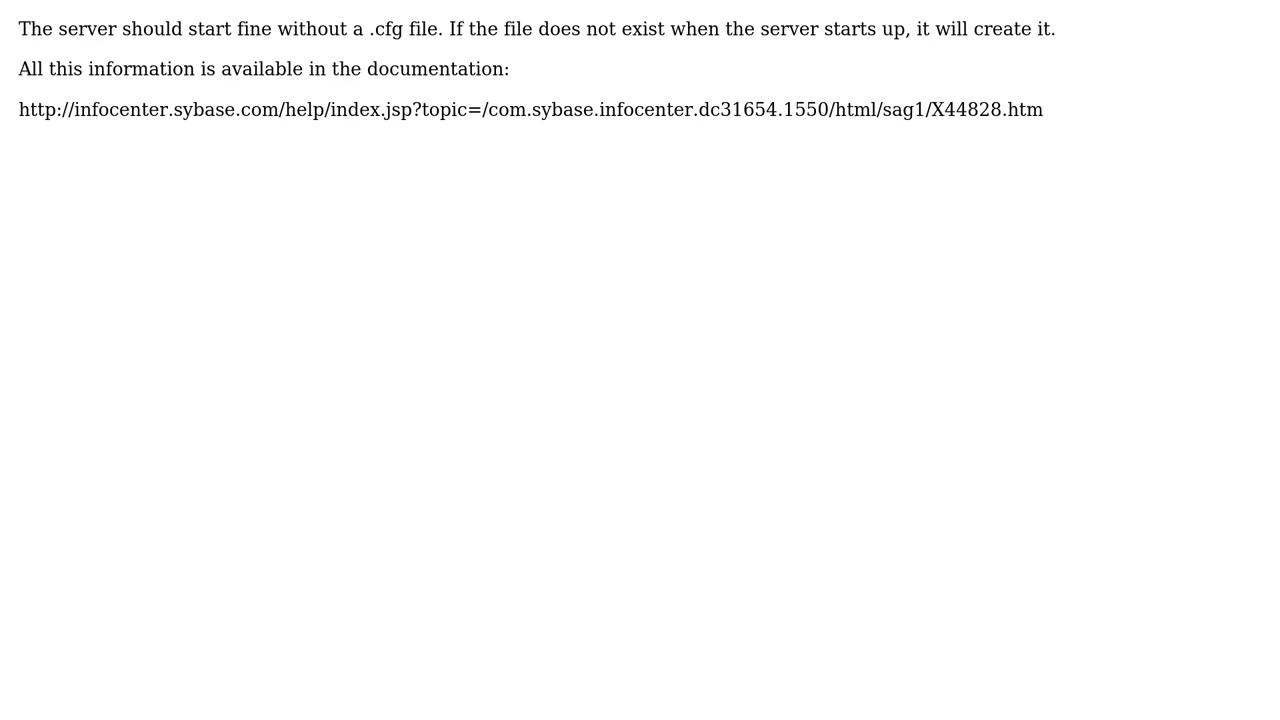 The server should start fine without a .cfg file. If the file does not exist when the server starts up, it will create it.
All this information is available in the documentation:
http://infocenter.sybase.com/help/index.jsp?topic=/com.sybase.infocenter.dc31654.1550/html/sag1/X44828.htm